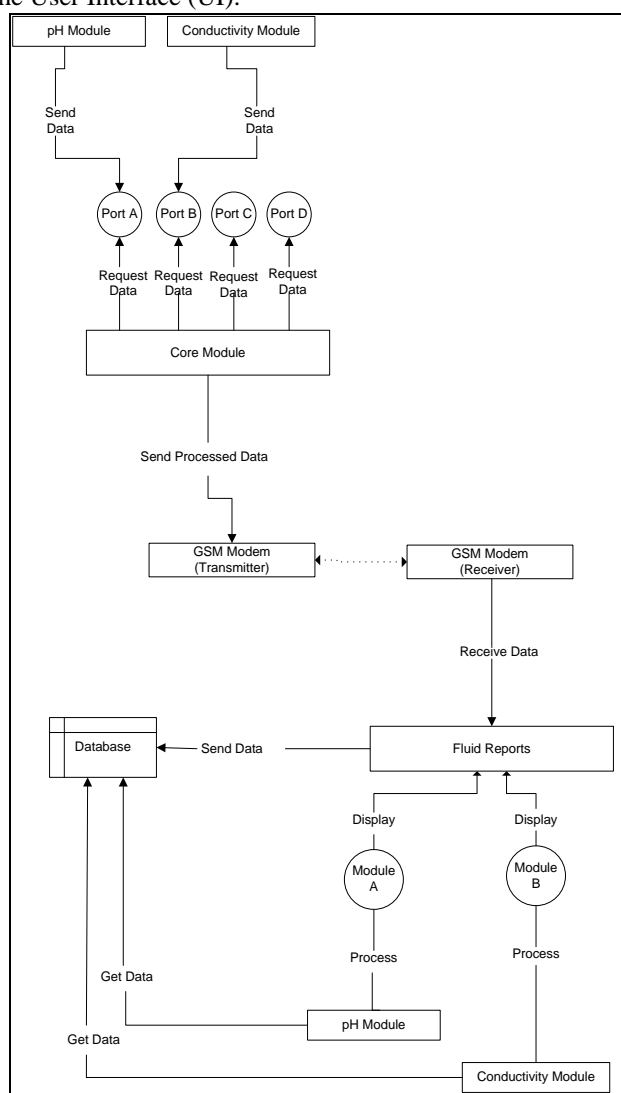 ne User Interface (UI).
pH Module
Conductivity Module
Send
Data
Send
Data
Port A
Port B
Port C
Port D
Request
Data
Request
Data
Request
Data
Request
Data
Core Module
Send Processed Data
GSM Modem
(Transmitter)
GSM Modem
(Receiver)
Receive Data
Database
Send Data
Fluid Reports
Display
Display
Module
A
Module
B
Process
Process
Get Data
pH Module
Get Data
Conductivity Module